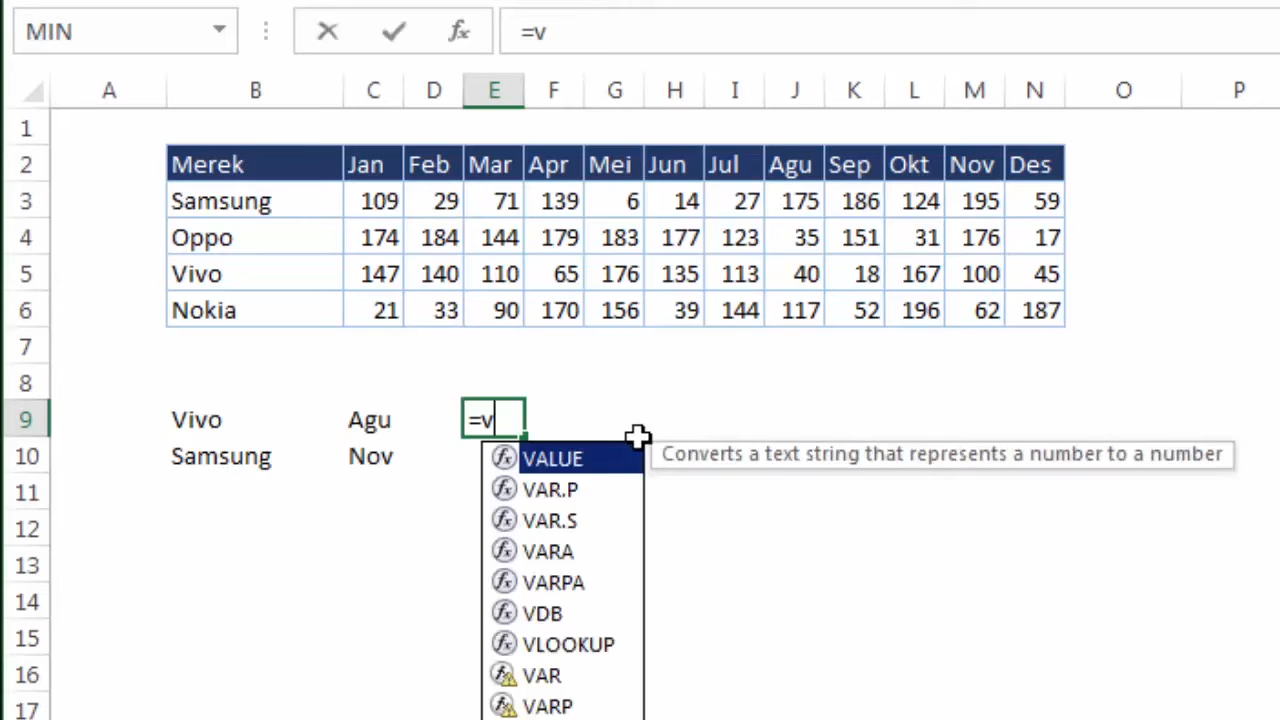 MIN =v
A B C D E F G H I J K L M N O P
1
2 Merek Jan Feb Mar Apr Mei Jun Jul Agu Sep Okt Nov Des
3 Samsung 109 29 71 139 6 14 27 175 186 124 195 59
4 Oppo 174 184 144 179 183 177 123 35 151 31 176 17
5 Vivo 147 140 110 65 176 135 113 40 18 167 100 45
6 Nokia 21 33 90 170 156 39 144 117 52 196 62 187
7
8
9 Vivo Agu =v
10 Samsung Nov VALUE Converts a text string that represents a number to a number
11 VAR.P
12 VAR.S
13 VARA
14 VARPA
VDB
15 VLOOKUP
16 VAR
17 VARP